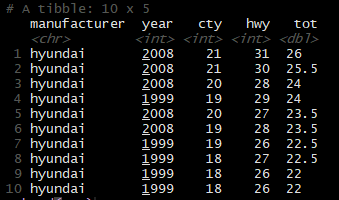 # A tibble: 10 x 5
manufacturer year cty hwy tot
<chr> <int> <int> <int> <dbl>
1 hyundai 2008 21 31 26
2 hyundai 2008 21 30 25.5
3 hyundai 2008 20 28 24
4 hyundai 1999 19 29 24
5 hyundai 2008 20 27 23.5
6 hyundai 2008 19 28 23.5
7 hyundai 1999 19 26 22.5
8 hyundai 1999 18 27 22.5
9 hyundai 1999 18 26 22
10 hyundai 1999 18 26 22